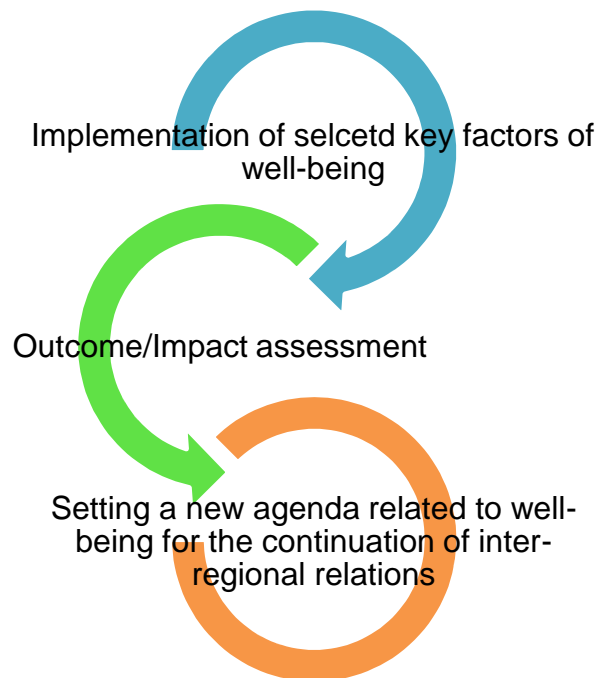 Implementation of selcetd key factors of
well-being
Outcome/Impact assessment
Setting a new agenda related to well-
being for the continuation of inter-
regional relations